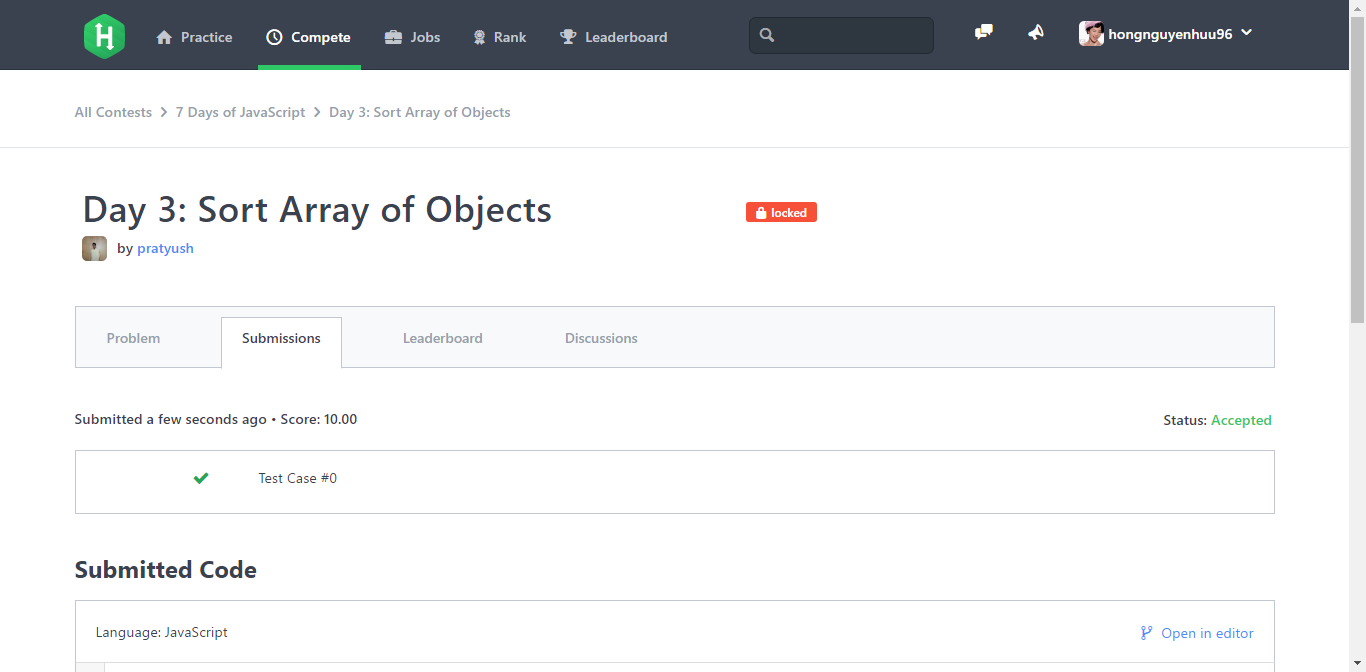 H Practice Compete Jobs Rank Leaderboard hongnguyenhuu96
All Contests > 7 Days of JavaScript > Day 3: Sort Array of Objects
Day 3: Sort Array of Objects locked
by pratyush
Problem Submissions Leaderboard Discussions
Submitted a few seconds ago • Score: 10.00 Status: Accepted
Test Case #0
Submitted Code
Language: JavaScript Open in editor